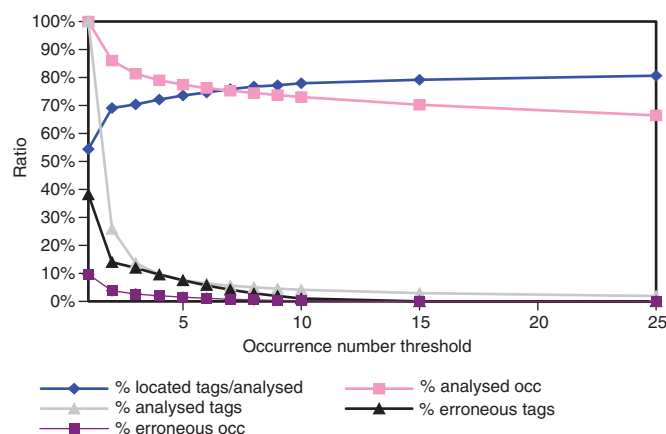 100%
90%
80%
70%
60%
50%
40%
30%
20%
10%
0%
Ratio
5 10 15 20 25
Occurrence number threshold
% located tags/analysed % analysed occ
% analysed tags % erroneous tags
% erroneous occ